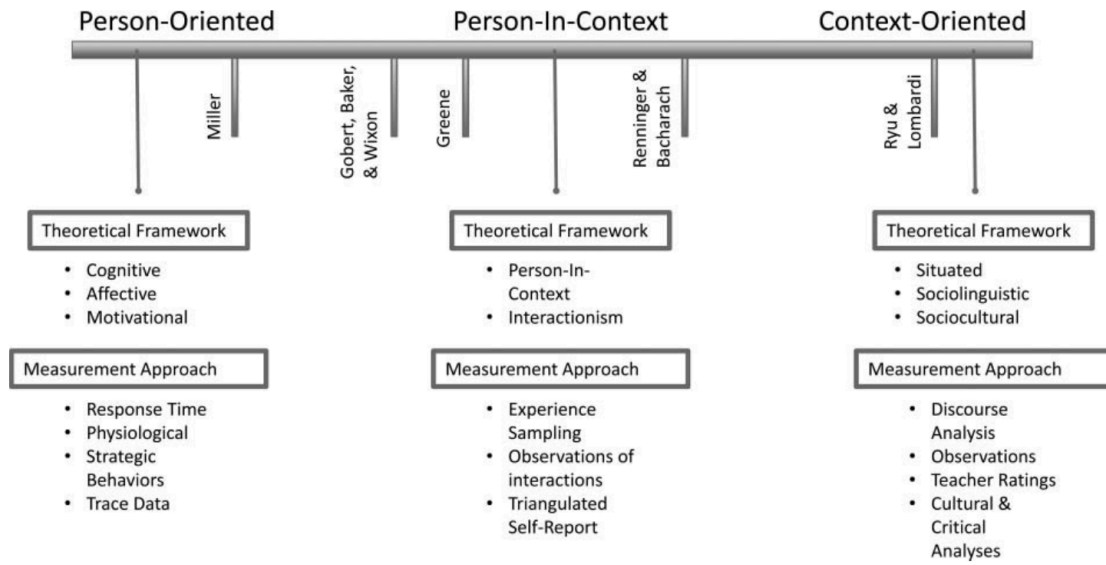 Person-Oriented
Person-In-Context
Context-Oriented
Miller
Gobert, Baker,
& Wixon
Greene
Renninger &
Bacharach
Ryu &
Lombardi
Theoretical Framework
• Cognitive
• Affective
• Motivational
Measurement Approach
• Response Time
• Physiological
• Strategic
Behaviors
• Trace Data
Theoretical Framework
• Person-In-
Context
• Interactionism
Measurement Approach
• Experience
Sampling
• Observations of
interactions
• Triangulated
Self-Report
Theoretical Framework
• Situated
• Sociolinguistic
• Sociocultural
Measurement Approach
• Discourse
Analysis
• Observations
• Teacher Ratings
• Cultural &
Critical
Analyses